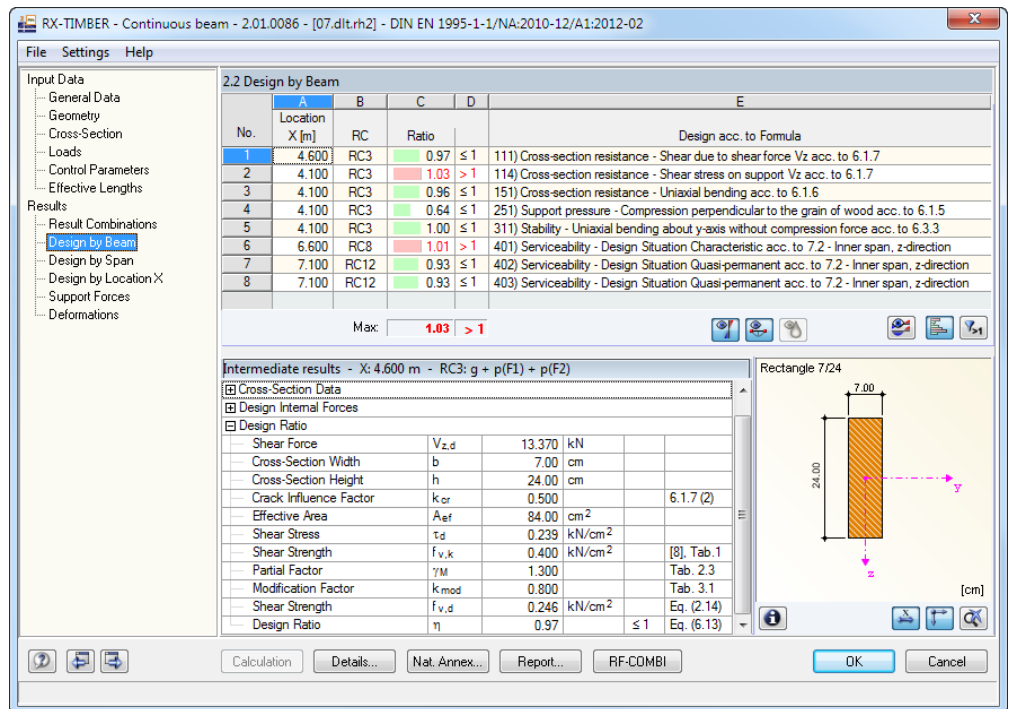 RX-TIMBER - Continuous beam - 2.01.0086 - [07.dlt.rh2] - DIN EN 1995-1-1/NA:2010-12/A1:2012-02
File Settings Help
Input Data
General Data
Geometry
Cross-Section
Loads
Control Parameters
Effective Lengths
Results
Result Combinations
Design by Beam
Design by Span
Design by Location X
Support Forces
Deformations
2.2 Design by Beam
A B C D E
Location
No. X [m] RC Ratio Design acc. to Formula
1 4.600 RC3 0.97 ≤ 1 111) Cross-section resistance - Shear due to shear force Vz acc. to 6.1.7
2 4.100 RC3 1.03 > 1 114) Cross-section resistance - Shear stress on support Vz acc. to 6.1.7
3 4.100 RC3 0.96 ≤ 1 151) Cross-section resistance - Uniaxial bending acc. to 6.1.6
4 4.100 RC3 0.64 ≤ 1 251) Support pressure - Compression perpendicular to the grain of wood acc. to 6.1.5
5 4.100 RC3 1.00 ≤ 1 311) Stability - Uniaxial bending about y-axis without compression force acc. to 6.3.3
6 6.600 RC8 1.01 > 1 401) Serviceability - Design Situation Characteristic acc. to 7.2 - Inner span, z-direction
7 7.100 RC12 0.93 ≤ 1 402) Serviceability - Design Situation Quasi-permanent acc. to 7.2 - Inner span, z-direction
8 7.100 RC12 0.93 ≤ 1 403) Serviceability - Design Situation Quasi-permanent acc. to 7.2 - Inner span, z-direction
Max: 1.03 > 1
>1
Intermediate results - X: 4.600 m - RC3: g + p(F1) + p(F2)
Cross-Section Data
Design Internal Forces
Design Ratio
Shear Force Vz,d 13.370 kN
Cross-Section Width b 7.00 cm
Cross-Section Height h 24.00 cm
Crack Influence Factor kcr 0.500 6.1.7 (2)
Effective Area Aef 84.00 cm2
Shear Stress τd 0.239 kN/cm2
Shear Strength fv,k 0.400 kN/cm2 [8], Tab.1
Partial Factor γM 1.300 Tab. 2.3
Modification Factor kmod 0.800 Tab. 3.1
Shear Strength fv,d 0.246 kN/cm2 Eq. (2.14)
Design Ratio η 0.97 ≤ 1 Eq. (6.13)
Rectangle 7/24
7.00
24.00
y
z
[cm]
Calculation Details... Nat. Annex... Report... RF-COMBI OK Cancel